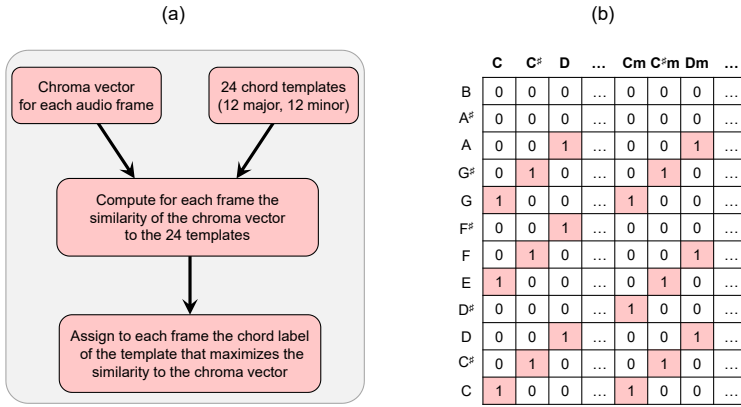 (a)
Chroma vector
for each audio frame
24 chord templates
(12 major, 12 minor)
Compute for each frame the
similarity of the chroma vector
to the 24 templates
Assign to each frame the chord label
of the template that maximizes the
similarity to the chroma vector
(b)
C C♯ D … Cm C♯m Dm …
B 0 0 0 … 0 0 0 …
A♯ 0 0 0 … 0 0 0 …
A 0 0 1 … 0 0 1 …
G♯ 0 1 0 … 0 1 0 …
G 1 0 0 … 1 0 0 …
F♯ 0 0 1 … 0 0 0 …
F 0 1 0 … 0 0 1 …
E 1 0 0 … 0 1 0 …
D♯ 0 0 0 … 1 0 0 …
D 0 0 1 … 0 0 1 …
C♯ 0 1 0 … 0 1 0 …
C 1 0 0 … 1 0 0 …